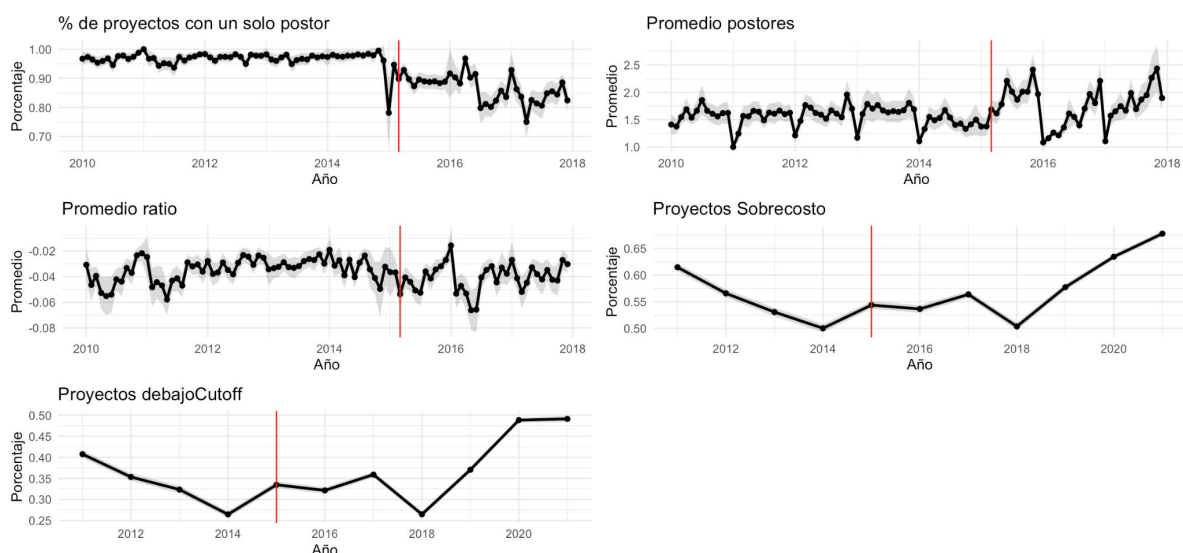 % de proyectos con un solo postor
Porcentaje
1.00
0.90
0.80
0.70
2010 2012 2014 2016 2018
Año
Promedio postores
Promedio
2.5
2.0
1.5
1.0
2010 2012 2014 2016 2018
Año
Promedio ratio
Promedio
-0.02
-0.04
-0.06
-0.08
2010 2012 2014 2016 2018
Año
Proyectos Sobrecosto
Porcentaje
0.65
0.60
0.55
0.50
2012 2014 2016 2018 2020
Año
Proyectos debajoCutoff
Porcentaje
0.50
0.45
0.40
0.35
0.30
0.25
2012 2014 2016 2018 2020
Año